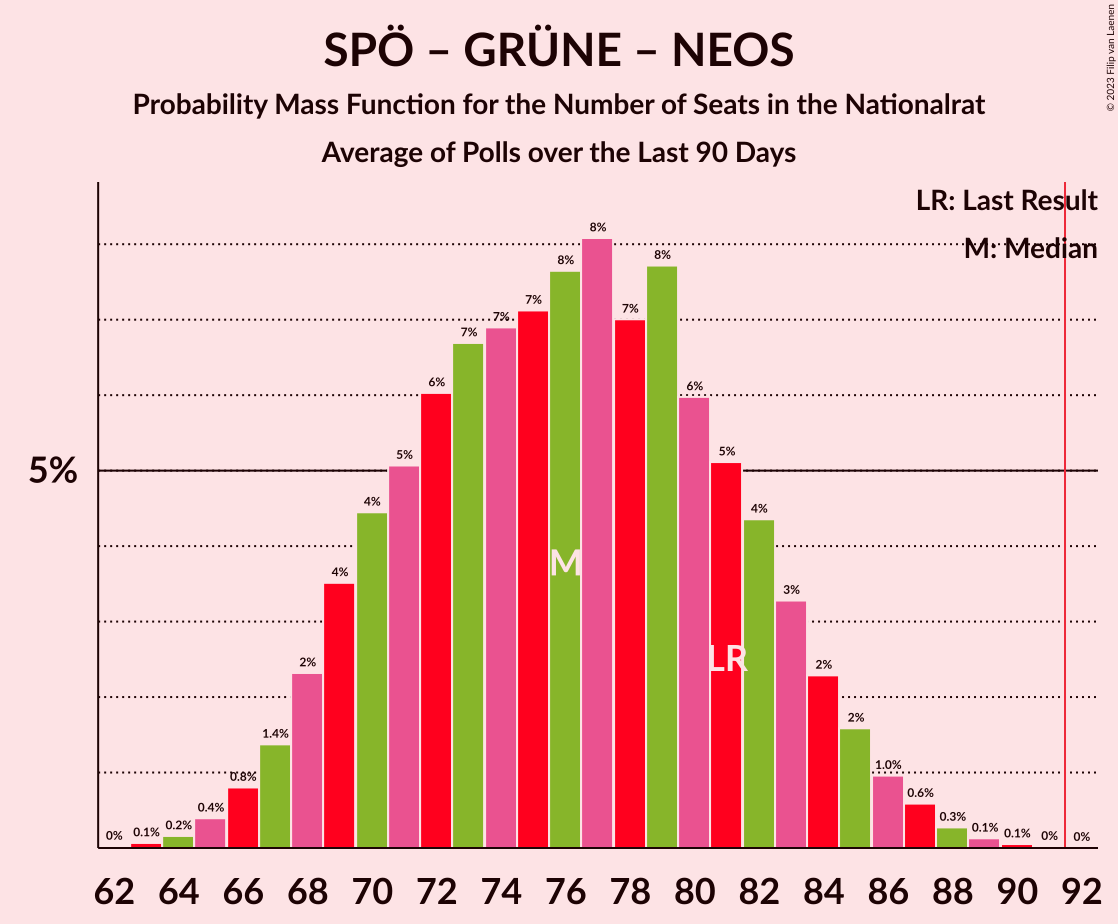 SPÖ – GRÜNE – NEOS
Probability Mass Function for the Number of Seats in the Nationalrat
Average of Polls over the Last 90 Days
© 2023 Filip van Laenen
LR: Last Result
M: Median
5%
0% 0.1% 0.2% 0.4% 0.8% 1.4% 2% 4% 4% 5% 6% 7% 7% 7% 8% 8% 7% 8% 6% 5% 4% 3% 2% 2% 1.0% 0.6% 0.3% 0.1% 0.1% 0% 0%
M
LR
62 64 66 68 70 72 74 76 78 80 82 84 86 88 90 92